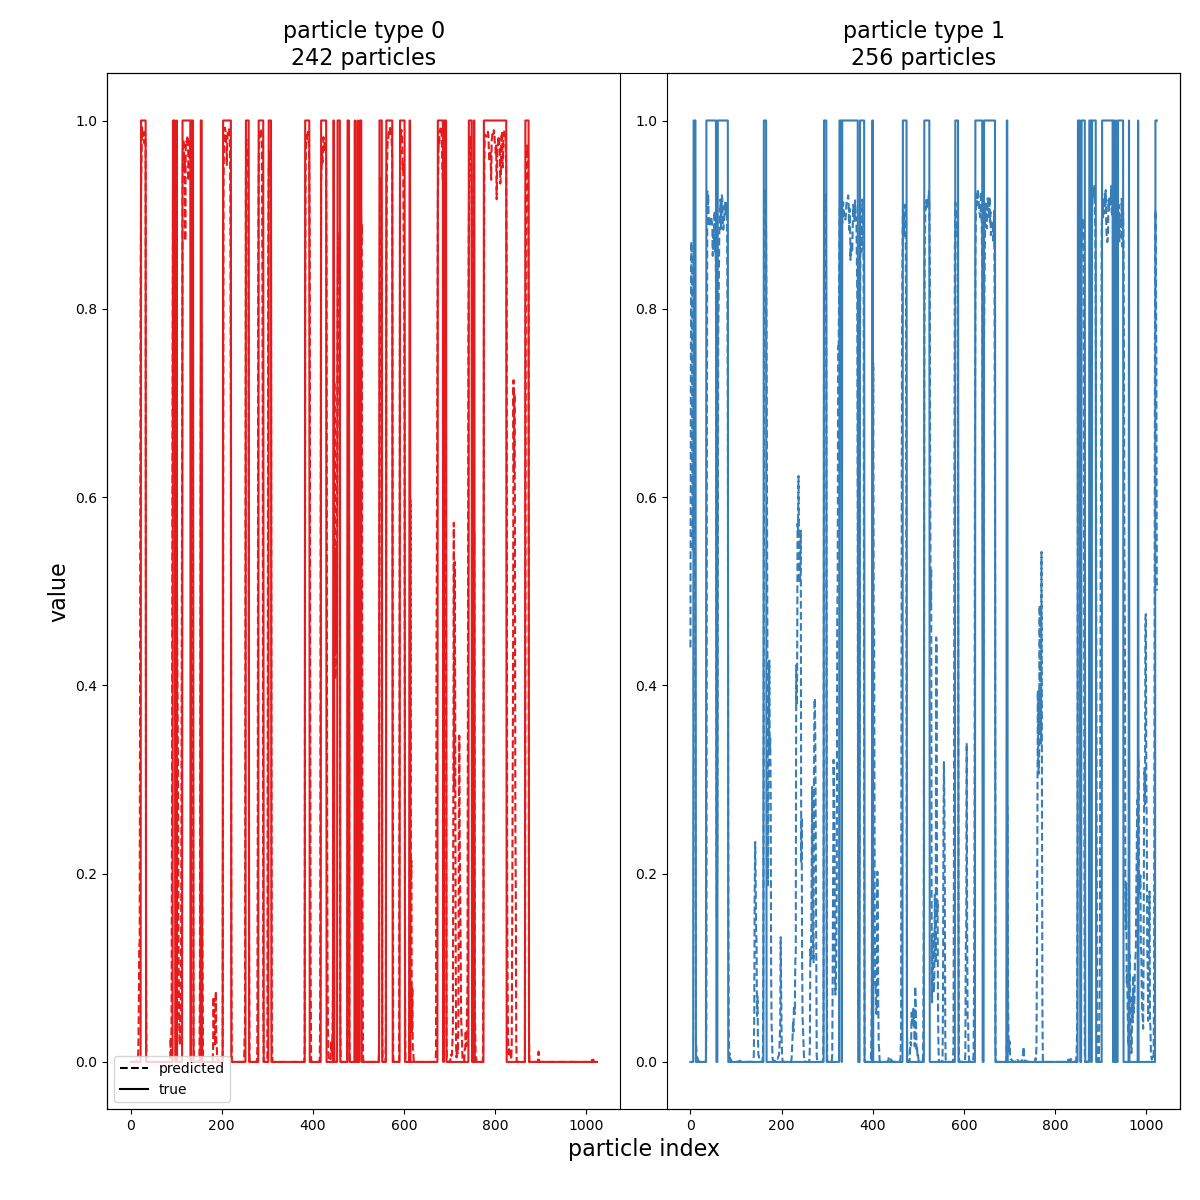 particle type 0
242 particles
particle type 1
256 particles
1.0
0.8
0.6
0.4
0.2
0.0
1.0
0.8
0.6
0.4
0.2
0.0
value
predicted
true
0 200 400 600 800 1000
0 200 400 600 800 1000
particle index